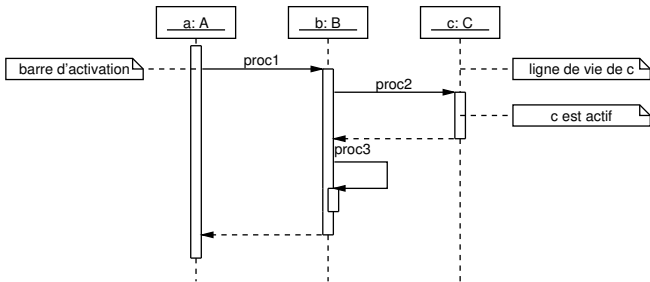 a: A
b: B
c: C
barre d'activation
proc1
ligne de vie de c
proc2
c est actif
proc3